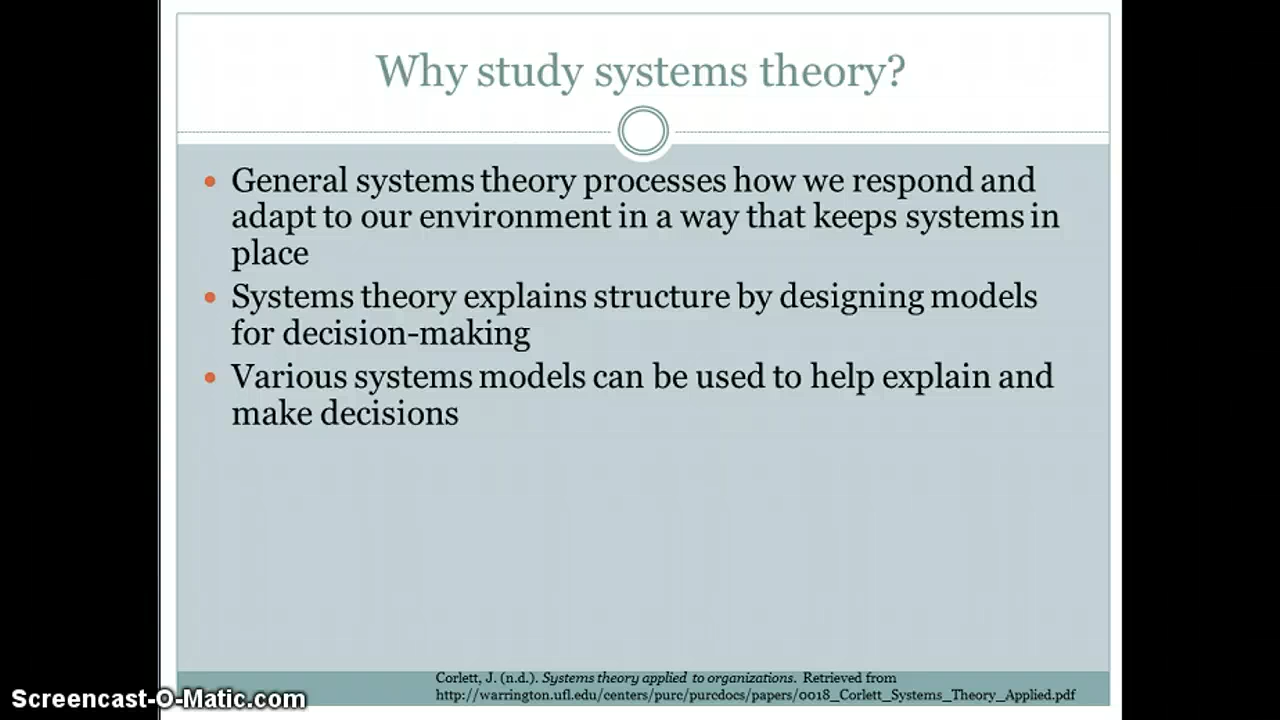 Why study systems theory?
• General systems theory processes how we respond and
adapt to our environment in a way that keeps systems in
place
• Systems theory explains structure by designing models
for decision-making
• Various systems models can be used to help explain and
make decisions
Corlett, J. (n.d.). Systems theory applied to organizations. Retrieved from
http://warrington.ufl.edu/centers/purc/purcdocs/papers/0018_Corlett_Systems_Theory_Applied.pdf
Screencast-O-Matic.com